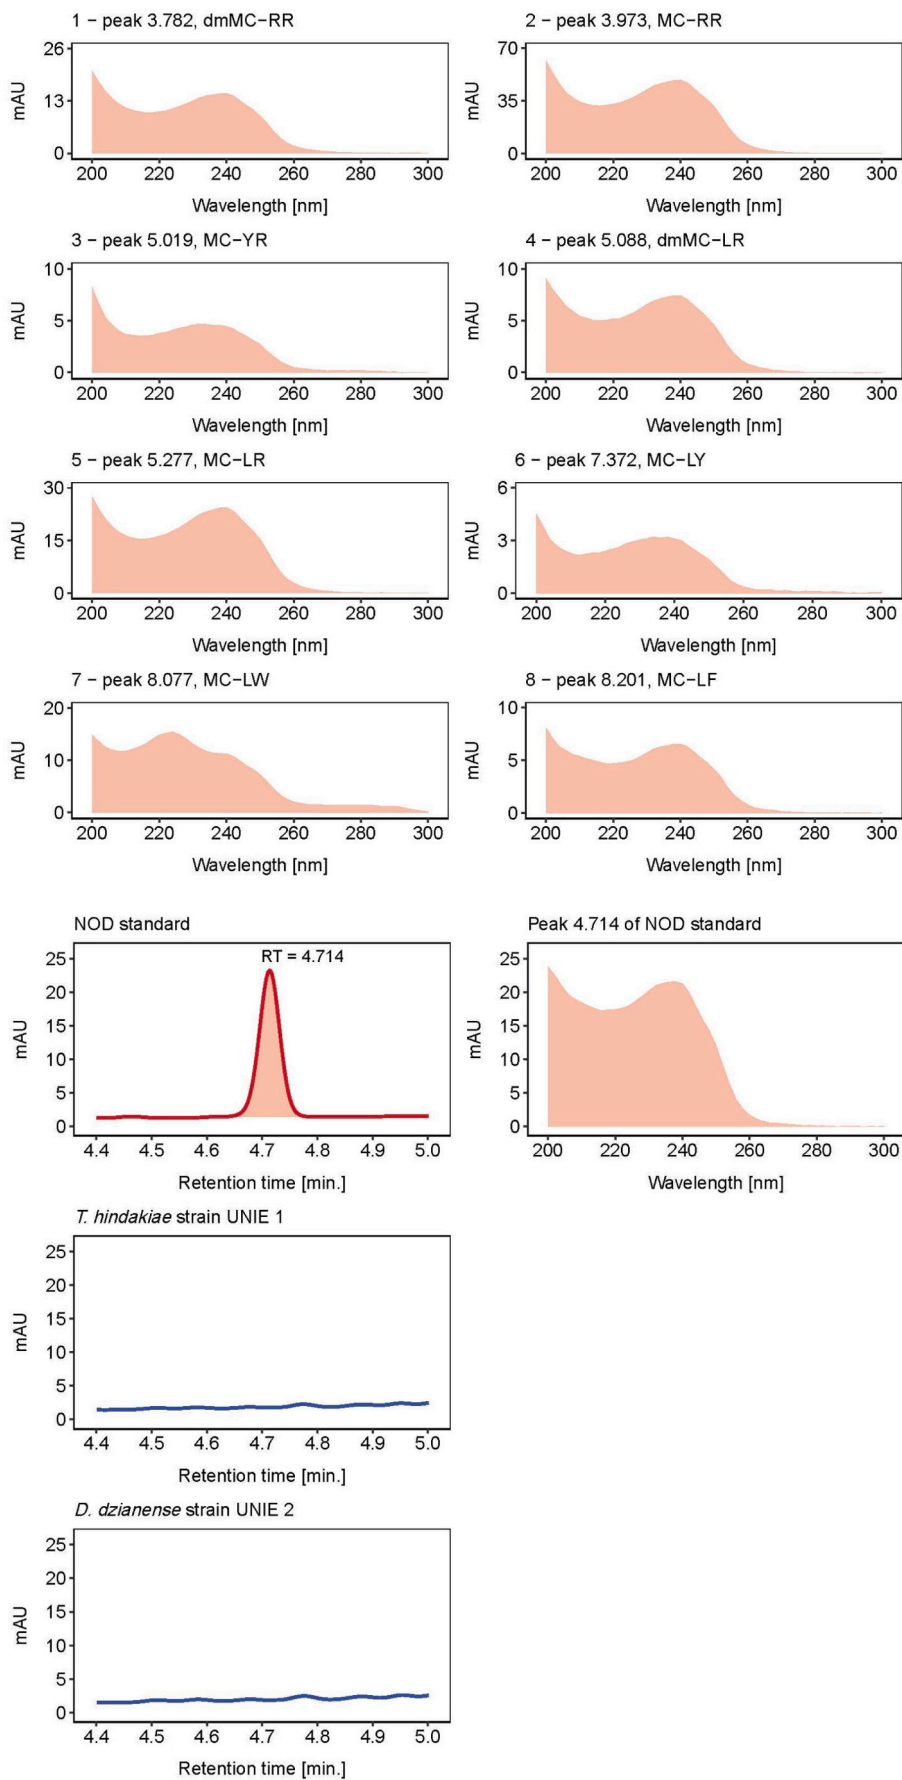 1 − peak 3.782, dmMC−RR
26
13
0
mAU
200 220 240 260 280 300
Wavelength [nm]
2 − peak 3.973, MC−RR
70
35
0
mAU
200 220 240 260 280 300
Wavelength [nm]
3 − peak 5.019, MC−YR
10
5
0
mAU
200 220 240 260 280 300
Wavelength [nm]
4 − peak 5.088, dmMC−LR
10
5
0
mAU
200 220 240 260 280 300
Wavelength [nm]
5 − peak 5.277, MC−LR
30
15
0
mAU
200 220 240 260 280 300
Wavelength [nm]
6 − peak 7.372, MC−LY
6
3
0
mAU
200 220 240 260 280 300
Wavelength [nm]
7 − peak 8.077, MC−LW
20
10
0
mAU
200 220 240 260 280 300
Wavelength [nm]
8 − peak 8.201, MC−LF
10
5
0
mAU
200 220 240 260 280 300
Wavelength [nm]
NOD standard
RT = 4.714
25
20
15
10
5
0
mAU
4.4 4.5 4.6 4.7 4.8 4.9 5.0
Retention time [min.]
Peak 4.714 of NOD standard
25
20
15
10
5
0
mAU
200 220 240 260 280 300
Wavelength [nm]
T. hindakiae strain UNIE 1
25
20
15
10
5
0
mAU
4.4 4.5 4.6 4.7 4.8 4.9 5.0
Retention time [min.]
D. dzianense strain UNIE 2
25
20
15
10
5
0
mAU
4.4 4.5 4.6 4.7 4.8 4.9 5.0
Retention time [min.]